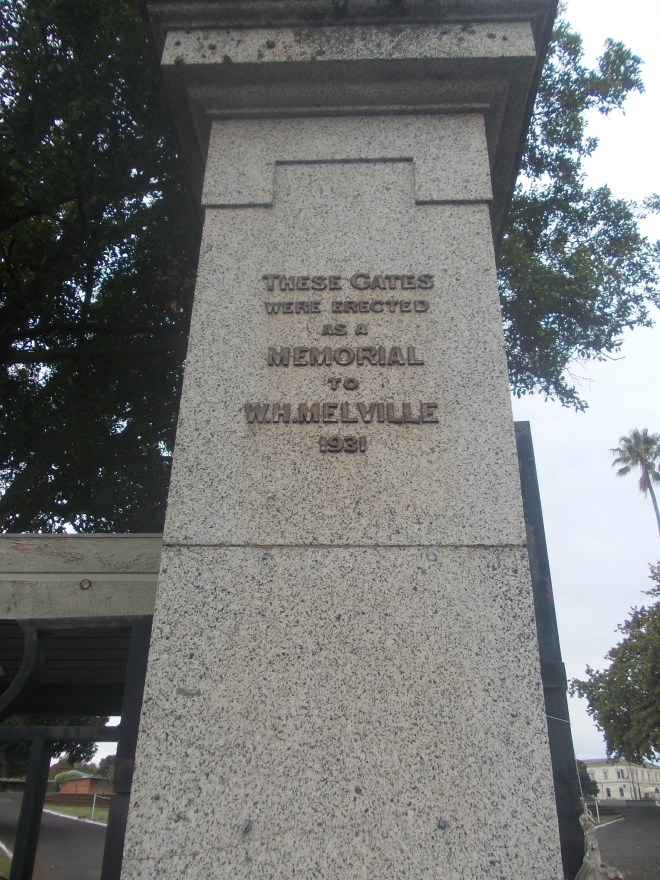 THESE GATES
WERE ERECTED
AS A
MEMORIAL
TO
W.H.MELVILLE
1931